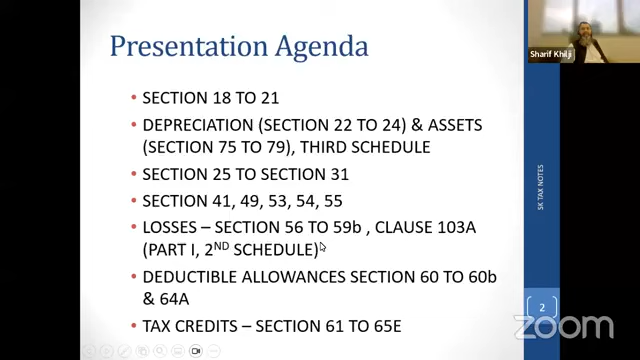 Presentation Agenda
Sharif Khilji
• SECTION 18 TO 21
• DEPRECIATION (SECTION 22 TO 24) & ASSETS
(SECTION 75 TO 79), THIRD SCHEDULE
• SECTION 25 TO SECTION 31
• SECTION 41, 49, 53, 54, 55
• LOSSES – SECTION 56 TO 59b , CLAUSE 103A
(PART I, 2ND SCHEDULE)
• DEDUCTIBLE ALLOWANCES SECTION 60 TO 60b
& 64A
• TAX CREDITS – SECTION 61 TO 65E
SK TAX NOTES
2
zoom